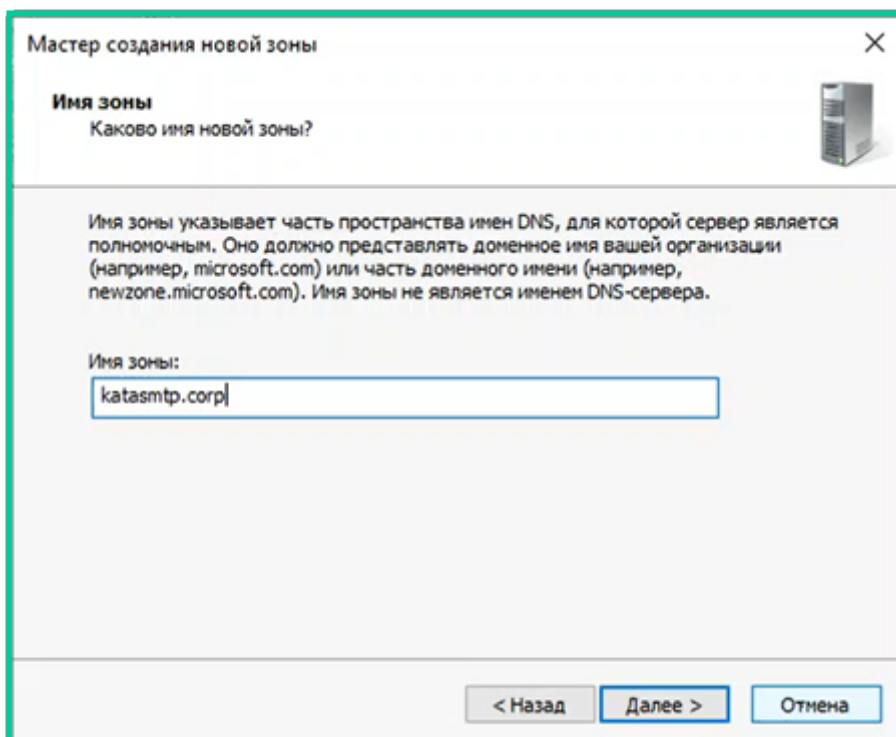 Мастер создания новой зоны
Имя зоны
Каково имя новой зоны?
Имя зоны указывает часть пространства имен DNS, для которой сервер является
полномочным. Оно должно представлять доменное имя вашей организации
(например, microsoft.com) или часть доменного имени (например,
newzone.microsoft.com). Имя зоны не является именем DNS-сервера.
Имя зоны:
katasmtp.corp
< Назад Далее > Отмена